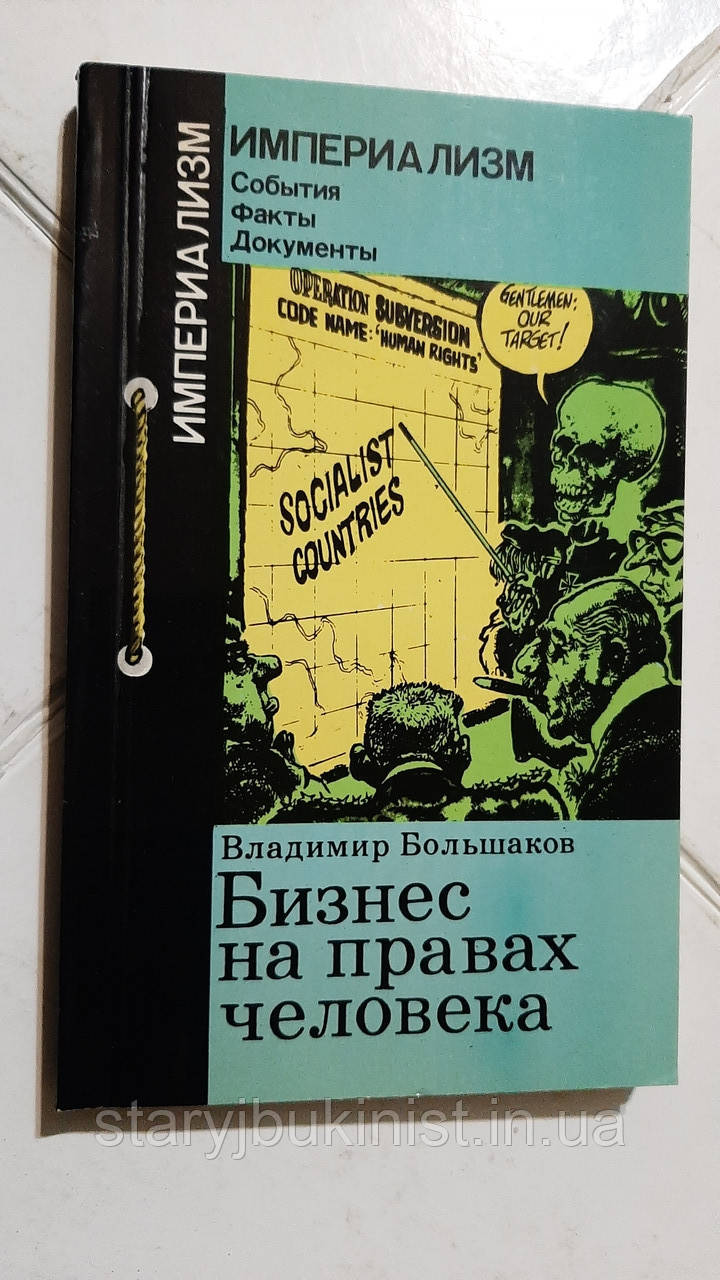 ИМПЕРИАЛИЗМ
ИМПЕРИАЛИЗМ
События
Факты
Документы
OPERATION SUBVERSION
CODE NAME: 'HUMAN RIGHTS'
GENTLEMEN:
OUR
TARGET!
SOCIALIST
COUNTRIES
Владимир Большаков
Бизнес
на правах
человека
staryjbukinist.in.ua